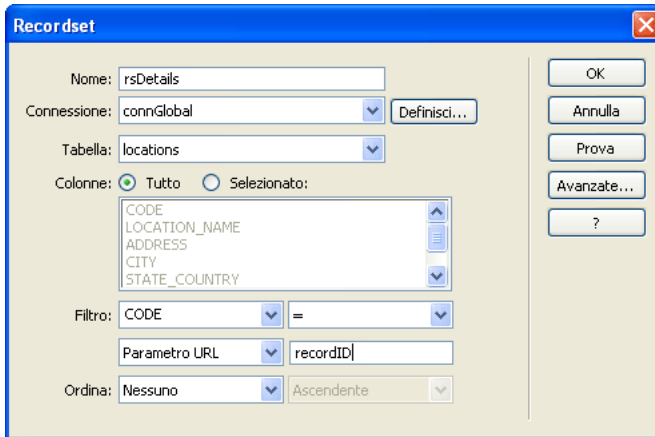 Recordset
Nome: rsDetails
OK
Connessione: connGlobal Definisci...
Annulla
Tabella: locations
Prova
Colonne: Tutto Selezionato:
Avanzate...
CODE
LOCATION_NAME
ADDRESS
CITY
STATE_COUNTRY
?
Filtro: CODE =
Parametro URL recordID
Ordina: Nessuno Ascendente